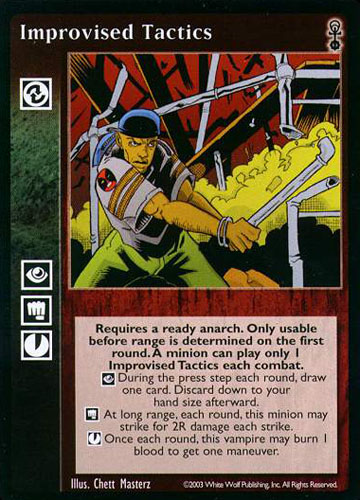 Improvised Tactics
Requires a ready anarch. Only usable
before range is determined on the first
round. A minion can play only 1
Improvised Tactics each combat.
During the press step each round, draw
one card. Discard down to your
hand size afterward.
At long range, each round, this minion may
strike for 2R damage each strike.
Once each round, this vampire may burn 1
blood to get one maneuver.
Illus. Chett Masterz
©2003 White Wolf Publishing, Inc. All Rights Reserved.